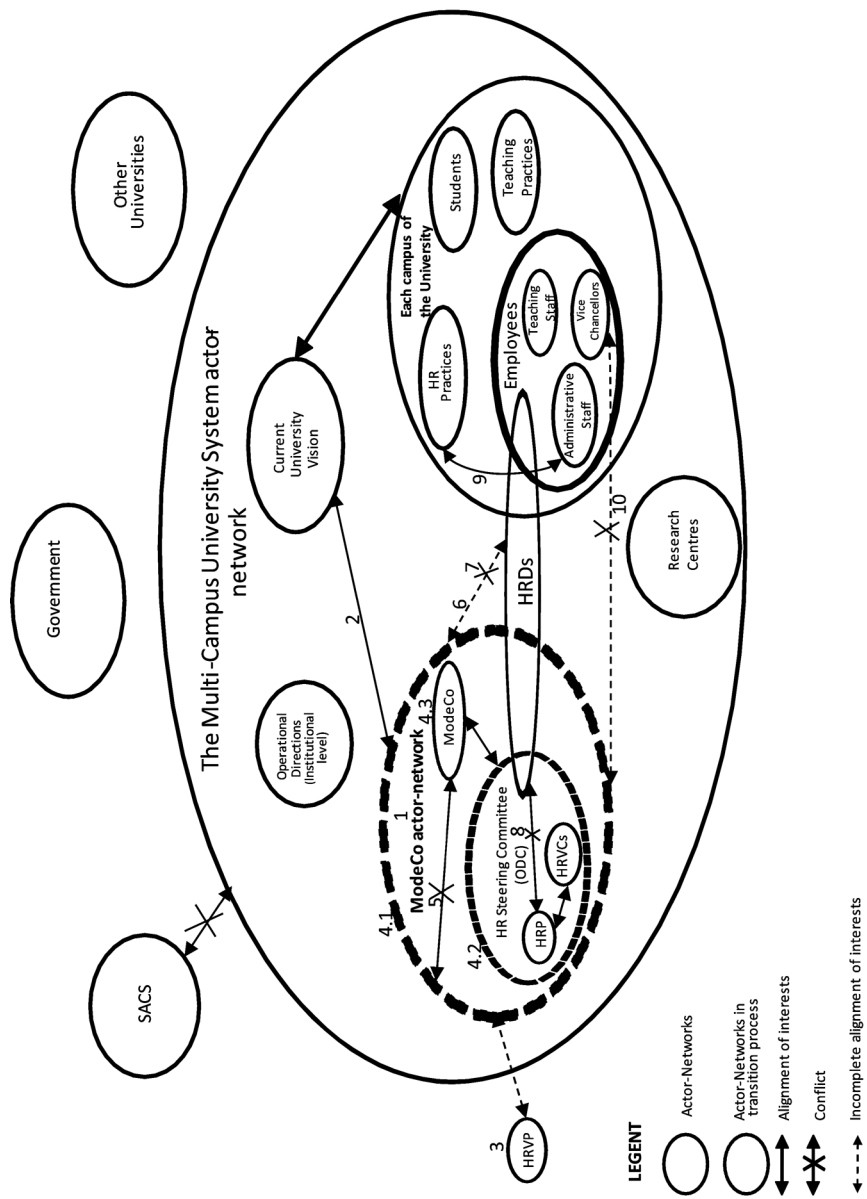 Other
Universities
Government
SACS
The Multi-Campus University System actor
network
Operational
Directions
(Institutional
level)
Current
University
Vision
2
Each campus of
the University
HR
Practices
Students
Teaching
Practices
Employees
Teaching
Staff
Vice
Chancellors
Administrative
Staff
9
HRDs
6
7
10
Research
Centres
4.1
1
ModeCo actor-network
4.3
ModeCo
5
4.2
HR Steering Committee
(ODC)
8
HRP
HRVCs
3
HRVP
LEGENT
Actor-Networks
Actor-Networks in
transition process
Alignment of interests
Conflict
Incomplete alignment of interests